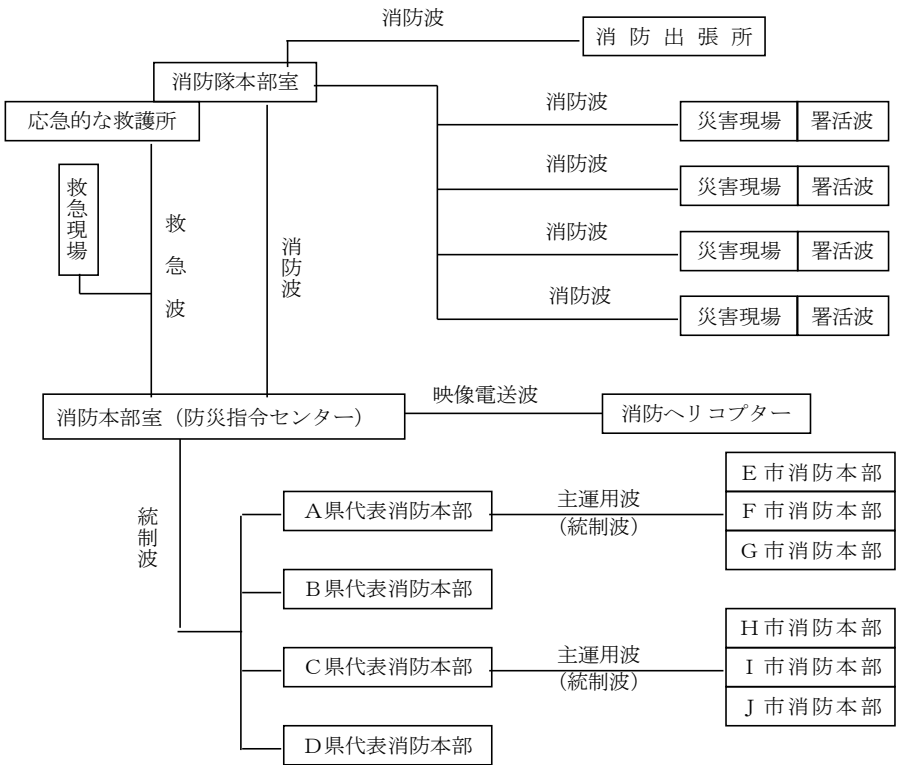 消防波
消防出張所
消防隊本部室
応急的な救護所
消防波
災害現場 署活波
消防波
災害現場 署活波
消防波
災害現場 署活波
消防波
災害現場 署活波
救急現場
救急波
消防波
消防本部室（防災指令センター）
映像電送波
消防ヘリコプター
統制波
Ａ県代表消防本部
主運用波
(統制波)
Ｅ市消防本部
Ｆ市消防本部
Ｇ市消防本部
Ｂ県代表消防本部
Ｃ県代表消防本部
主運用波
(統制波)
Ｈ市消防本部
Ｉ市消防本部
Ｊ市消防本部
Ｄ県代表消防本部